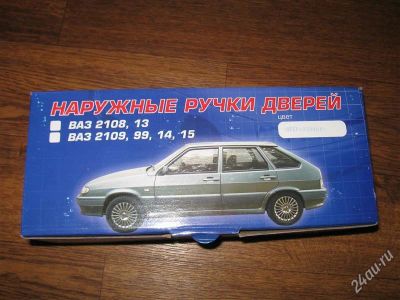 НАРУЖНЫЕ РУЧКИ ДВЕРЕЙ
цвет
ВАЗ 2108, 13
ВАЗ 2109, 99, 14, 15
24au.ru